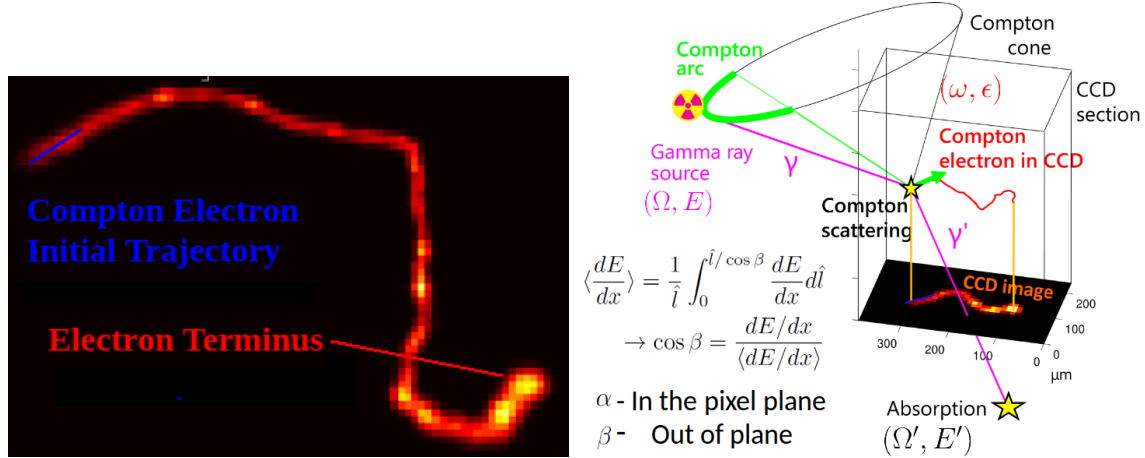 Compton Electron
Initial Trajectory
Electron Terminus
Compton
cone
Compton
arc
CCD
section
(ω, ϵ)
Compton
electron in CCD
Gamma ray
source
(Ω, E)
γ
Compton
scattering
γ'
⟨dE/dx⟩ = 1/l̂ ∫₀^{l̂/cos β} dE/dx dl̂
→ cos β = (dE/dx)/⟨dE/dx⟩
CCD image
300 200 100 0
0 100 200
μm
α - In the pixel plane
β - Out of plane
Absorption
(Ω′, E′)